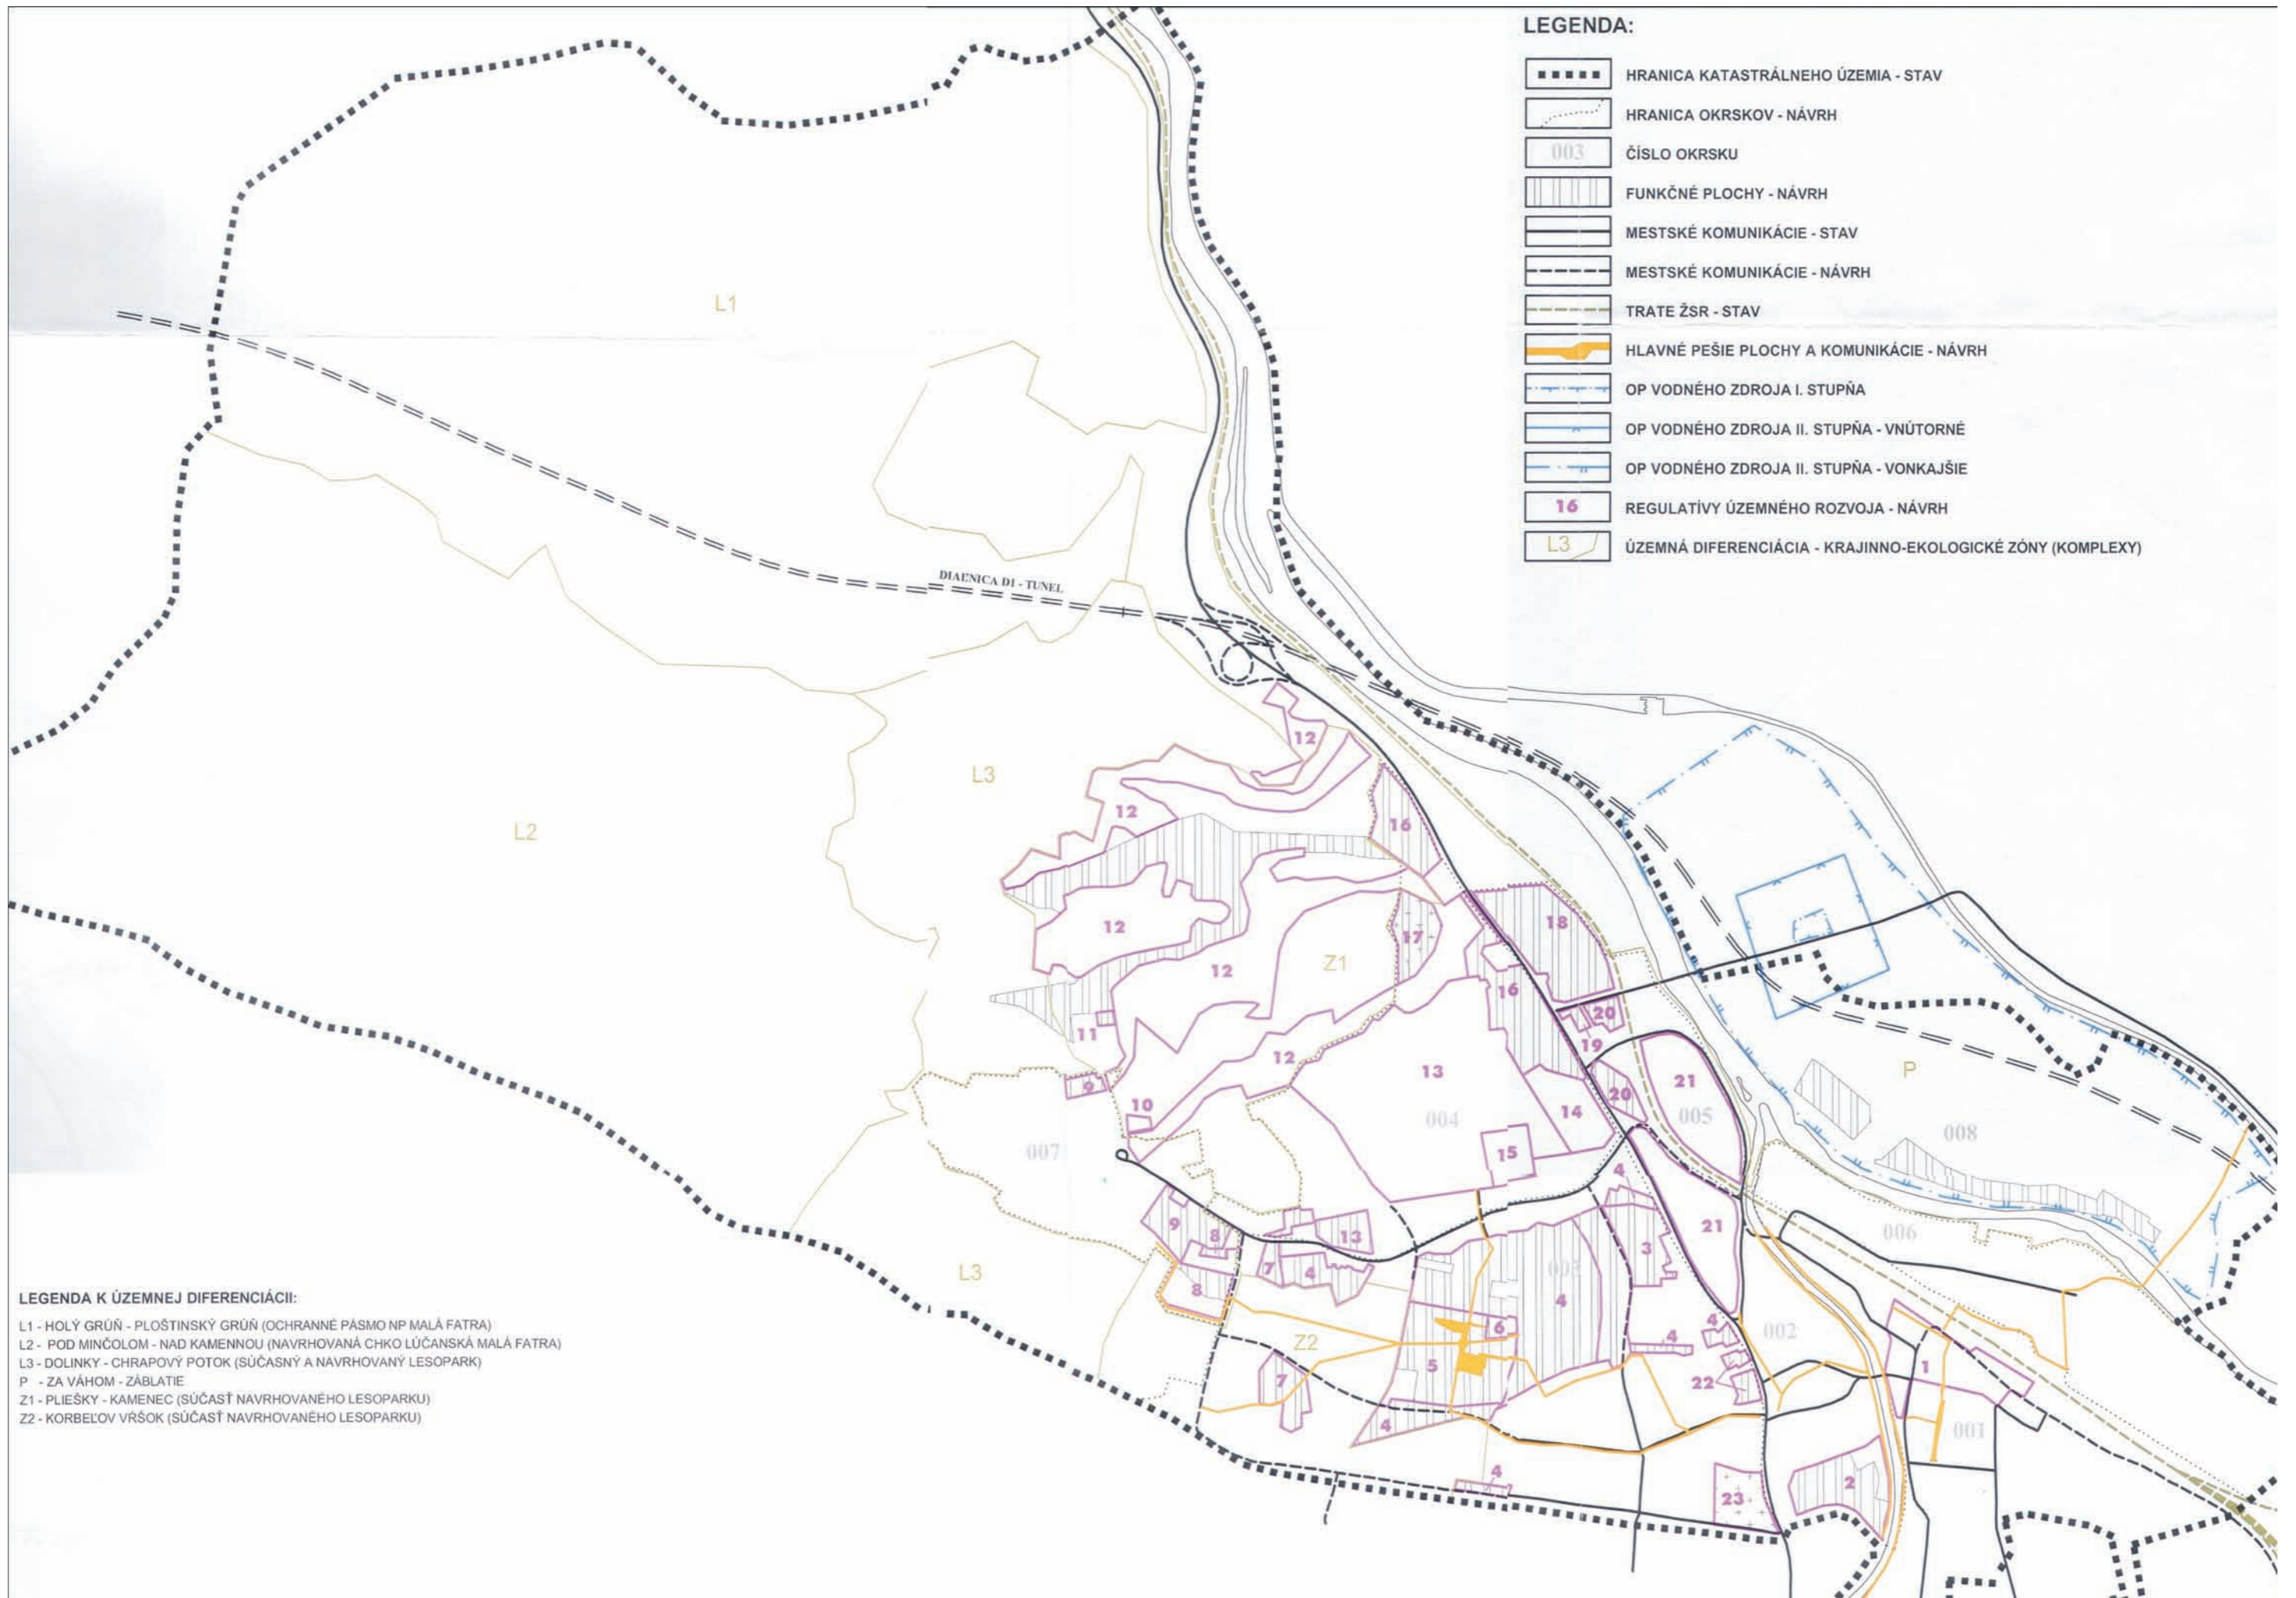 LEGENDA:
HRANICA KATASTRÁLNEHO ÚZEMIA - STAV
HRANICA OKRSKOV - NÁVRH
003 ČÍSLO OKRSKU
FUNKČNÉ PLOCHY - NÁVRH
MESTSKÉ KOMUNIKÁCIE - STAV
MESTSKÉ KOMUNIKÁCIE - NÁVRH
TRATE ŽSR - STAV
HLAVNÉ PEŠIE PLOCHY A KOMUNIKÁCIE - NÁVRH
OP VODNÉHO ZDROJA I. STUPŇA
OP VODNÉHO ZDROJA II. STUPŇA - VNÚTORNÉ
OP VODNÉHO ZDROJA II. STUPŇA - VONKAJŠIE
16 REGULATÍVY ÚZEMNÉHO ROZVOJA - NÁVRH
L3 ÚZEMNÁ DIFERENCIÁCIA - KRAJINNO-EKOLOGICKÉ ZÓNY (KOMPLEXY)
L1
DIAĽNICA D1 - TUNEL
12
L3
12
16
L2
12
17
18
12
Z1
16
20
11
19
12
13
21
P
9
10
20
14
004
005
008
007
15
4
9
8
13
21
006
7
4
3
003
L3
8
4
6
4
002
Z2
4
5
1
7
22
4
001
4
2
23
LEGENDA K ÚZEMNEJ DIFERENCIÁCII:
L1 - HOLÝ GRÚŇ - PLOŠTINSKÝ GRÚŇ (OCHRANNÉ PÁSMO NP MALÁ FATRA)
L2 - POD MINČOLOM - NAD KAMENNOU (NAVRHOVANÁ CHKO LÚČANSKÁ MALÁ FATRA)
L3 - DOLINKY - CHRAPOVÝ POTOK (SÚČASNÝ A NAVRHOVANÝ LESOPARK)
P - ZA VÁHOM - ZÁBLATIE
Z1 - PLIEŠKY - KAMENEC (SÚČASŤ NAVRHOVANÉHO LESOPARKU)
Z2 - KORBEĽOV VŔŠOK (SÚČASŤ NAVRHOVANÉHO LESOPARKU)